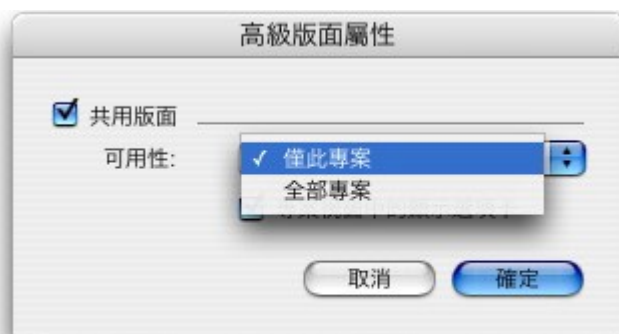 高級版面屬性
共用版面
可用性:
僅此專案
全部專案
取消
確定